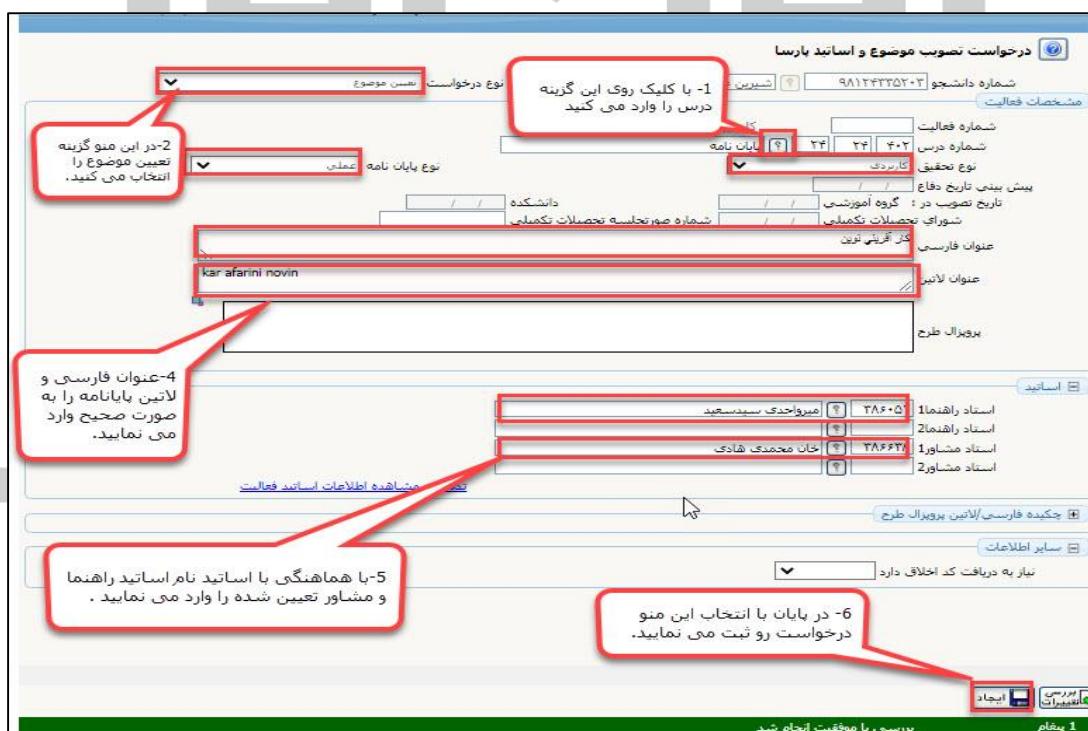 درخواست تصویب موضوع و اساتید پارسا
شماره دانشجو ۹۸۱۲۴۳۳۵۲۰۳ ؟ شیرین نوع درخواست تعیین موضوع
1- با کلیک روی این گزینه
درس را وارد می کنید
2-در این منو گزینه
تعیین موضوع را
انتخاب می کنید.
مشخصات فعالیت
شماره فعالیت
شماره درس ۴۰۲ ۲۴ ۲۴ ؟ پایان نامه
نوع تحقیق کاربردی نوع پایان نامه عملی
پیش بینی تاریخ دفاع / /
تاریخ تصویب در : گروه آموزشی / / دانشکده / /
شورای تحصیلات تکمیلی / / شماره صورتجلسه تحصیلات تکمیلی
عنوان فارسی کار آفرینی نوین
عنوان لاتین kar afarini novin
پروپزال طرح
4-عنوان فارسی و
لاتین پایانامه را به
صورت صحیح وارد
می نمایید.
اساتید
استاد راهنما1 ؟ میرواحدی سیدسعید
استاد راهنما2 ؟
استاد مشاور1 ۳۸۶۶۳۸ ؟ خان محمدی هادی
استاد مشاور2 ؟
مشاهده اطلاعات اساتید فعالیت
چکیده فارسی/لاتین پروپزال طرح
5-با هماهنگی با اساتید نام اساتید راهنما
و مشاور تعیین شده را وارد می نمایید .
سایر اطلاعات
نیاز به دریافت کد اخلاق دارد
6- در پایان با انتخاب این منو
درخواست رو ثبت می نمایید.
بررسی تغییرات ایجاد
1 پیغام بررسی با موفقیت انجام شد